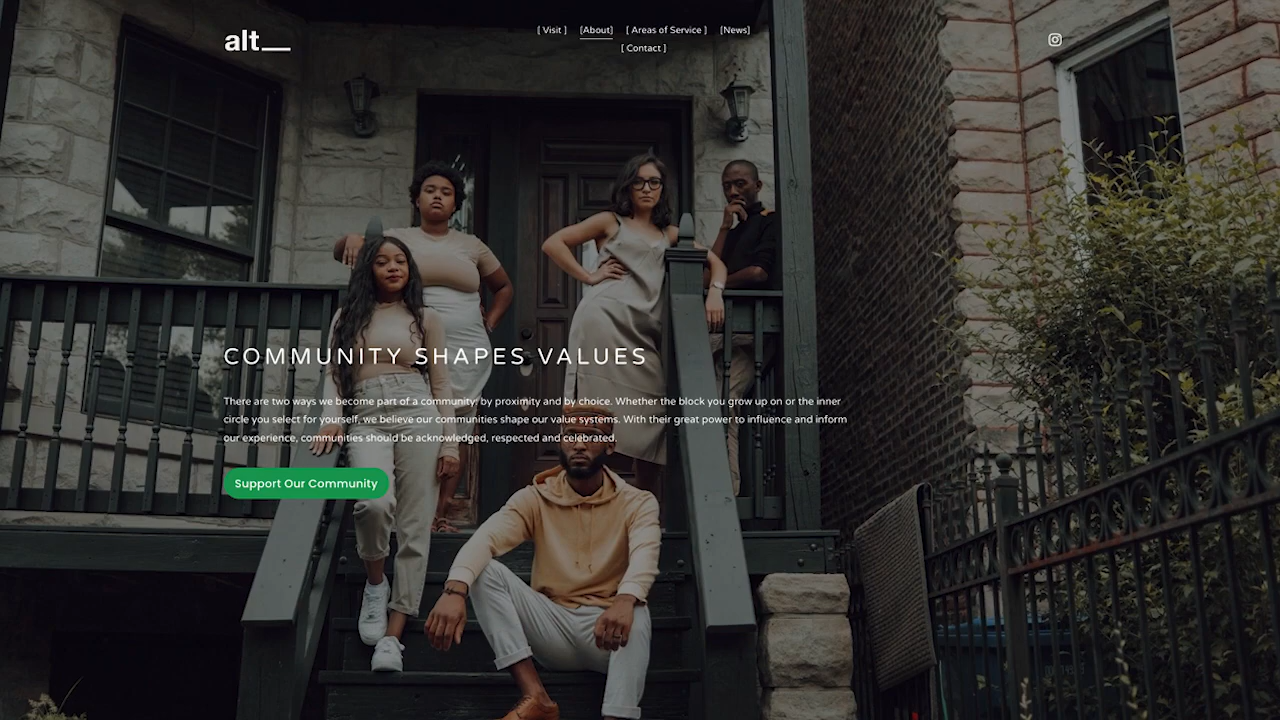 alt__
[ Visit ] [About] [ Areas of Service ] [News]
[ Contact ]
COMMUNITY SHAPES VALUES
There are two ways we become part of a community; by proximity and by choice. Whether the block you grow up on or the inner
circle you select for yourself, we believe our communities shape our value systems. With their great power to influence and inform
our experience, communities should be acknowledged, respected and celebrated.
Support Our Community